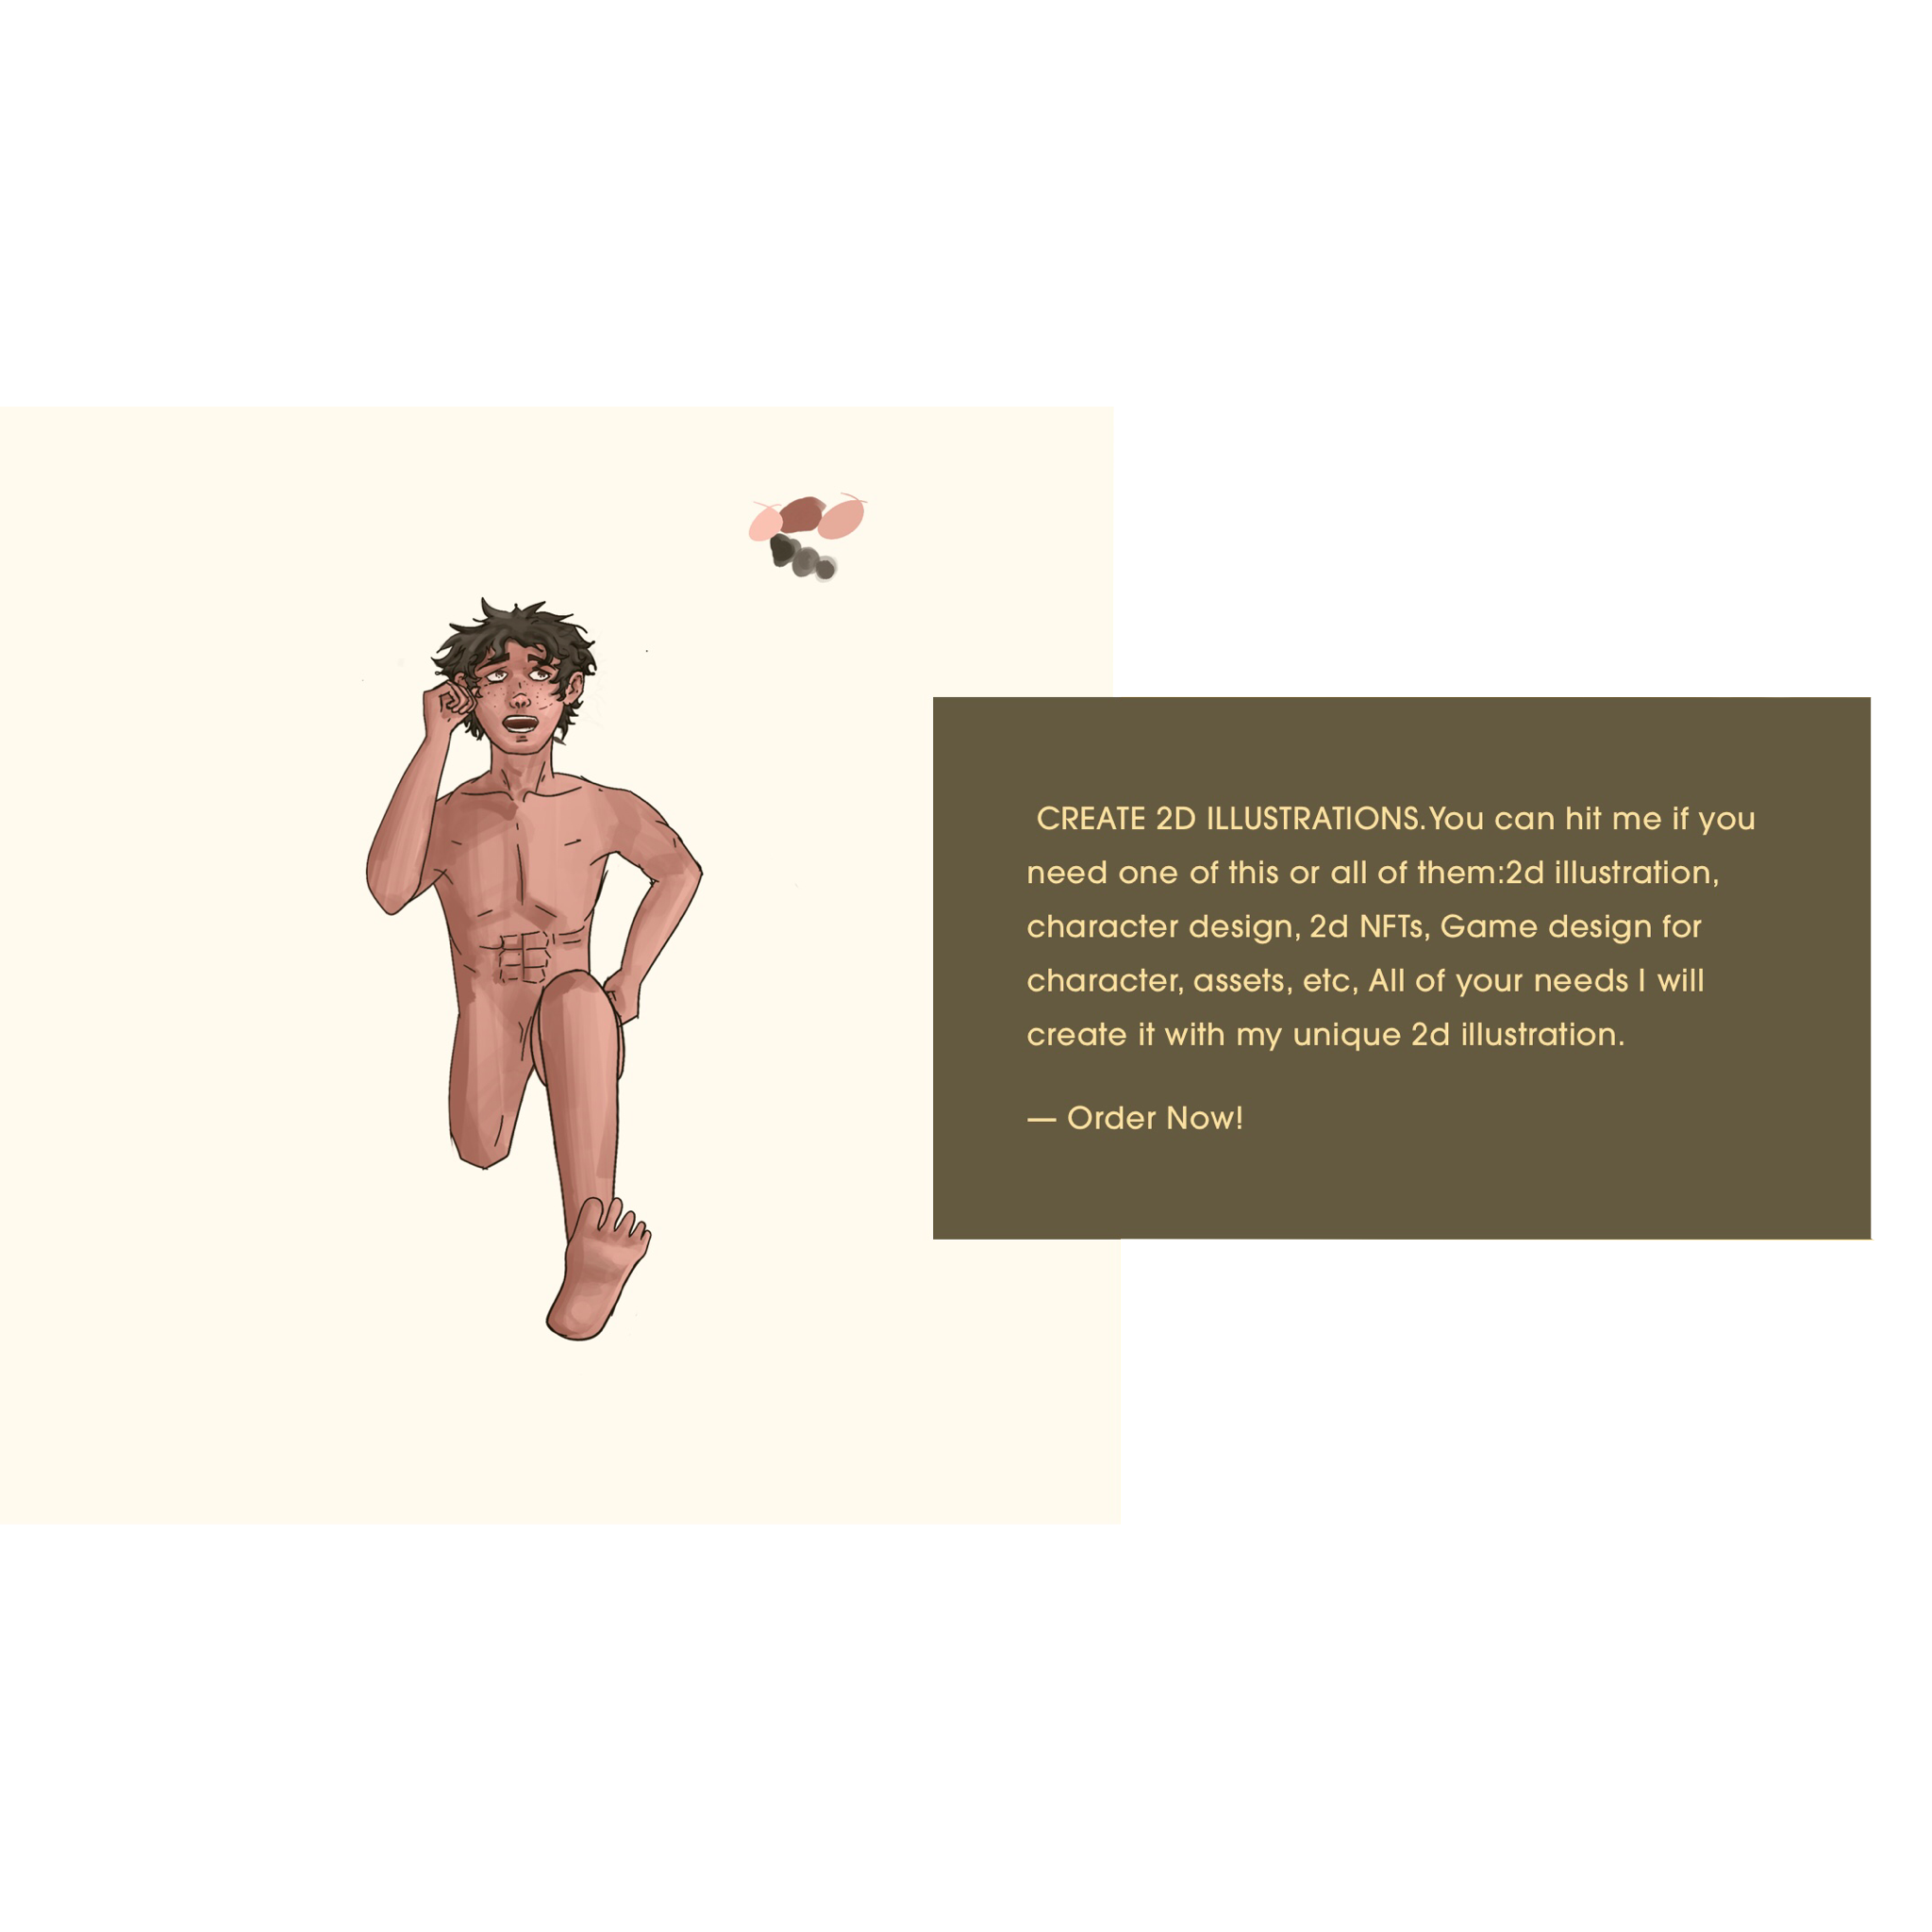 CREATE 2D ILLUSTRATIONS.You can hit me if you
need one of this or all of them:2d illustration,
character design, 2d NFTs, Game design for
character, assets, etc, All of your needs I will
create it with my unique 2d illustration.
— Order Now!